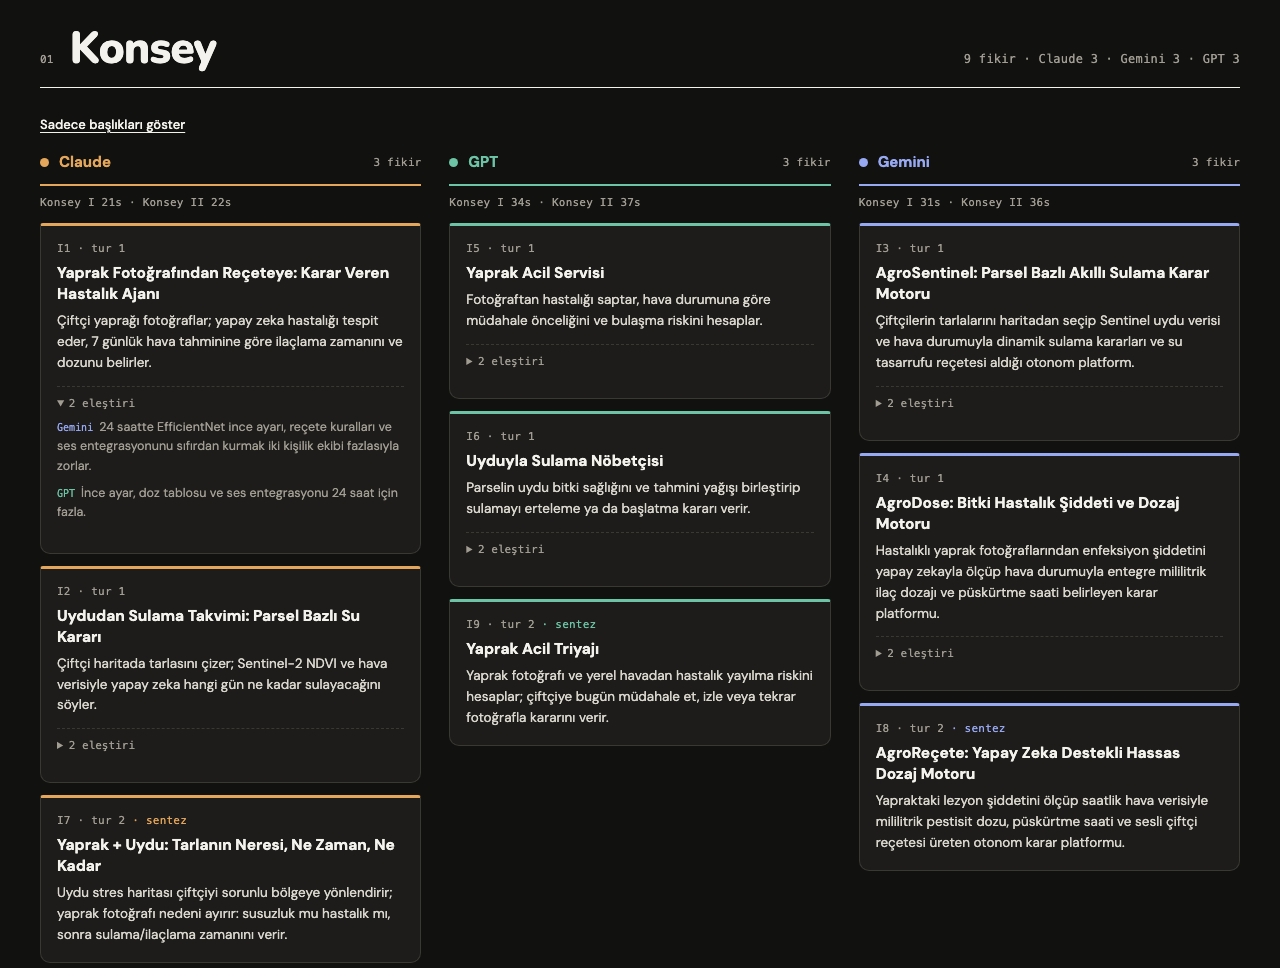 01 Konsey
9 fikir · Claude 3 · Gemini 3 · GPT 3
Sadece başlıkları göster
Claude
3 fikir
Konsey I 21s · Konsey II 22s
I1 · tur 1
Yaprak Fotoğrafından Reçeteye: Karar Veren
Hastalık Ajanı
Çiftçi yaprağı fotoğraflar; yapay zeka hastalığı tespit
eder, 7 günlük hava tahminine göre ilaçlama zamanını ve
dozunu belirler.
▼ 2 eleştiri
Gemini 24 saatte EfficientNet ince ayarı, reçete kuralları ve
ses entegrasyonunu sıfırdan kurmak iki kişilik ekibi fazlasıyla
zorlar.
GPT İnce ayar, doz tablosu ve ses entegrasyonu 24 saat için
fazla.
I2 · tur 1
Uydudan Sulama Takvimi: Parsel Bazlı Su
Kararı
Çiftçi haritada tarlasını çizer; Sentinel-2 NDVI ve hava
verisiyle yapay zeka hangi gün ne kadar sulayacağını
söyler.
▶ 2 eleştiri
I7 · tur 2 · sentez
Yaprak + Uydu: Tarlanın Neresi, Ne Zaman, Ne
Kadar
Uydu stres haritası çiftçiyi sorunlu bölgeye yönlendirir;
yaprak fotoğrafı nedeni ayırır: susuzluk mu hastalık mı,
sonra sulama/ilaçlama zamanını verir.
GPT
3 fikir
Konsey I 34s · Konsey II 37s
I5 · tur 1
Yaprak Acil Servisi
Fotoğraftan hastalığı saptar, hava durumuna göre
müdahale önceliğini ve bulaşma riskini hesaplar.
▶ 2 eleştiri
I6 · tur 1
Uyduyla Sulama Nöbetçisi
Parselin uydu bitki sağlığını ve tahmini yağışı birleştirip
sulamayı erteleme ya da başlatma kararı verir.
▶ 2 eleştiri
I9 · tur 2 · sentez
Yaprak Acil Triyajı
Yaprak fotoğrafı ve yerel havadan hastalık yayılma riskini
hesaplar; çiftçiye bugün müdahale et, izle veya tekrar
fotoğrafla kararını verir.
Gemini
3 fikir
Konsey I 31s · Konsey II 36s
I3 · tur 1
AgroSentinel: Parsel Bazlı Akıllı Sulama Karar
Motoru
Çiftçilerin tarlalarını haritadan seçip Sentinel uydu verisi
ve hava durumuyla dinamik sulama kararları ve su
tasarrufu reçetesi aldığı otonom platform.
▶ 2 eleştiri
I4 · tur 1
AgroDose: Bitki Hastalık Şiddeti ve Dozaj
Motoru
Hastalıklı yaprak fotoğraflarından enfeksiyon şiddetini
yapay zekayla ölçüp hava durumuyla entegre mililitrik
ilaç dozajı ve püskürtme saati belirleyen karar
platformu.
▶ 2 eleştiri
I8 · tur 2 · sentez
AgroReçete: Yapay Zeka Destekli Hassas
Dozaj Motoru
Yapraktaki lezyon şiddetini ölçüp saatlik hava verisiyle
mililitrik pestisit dozu, püskürtme saati ve sesli çiftçi
reçetesi üreten otonom karar platformu.